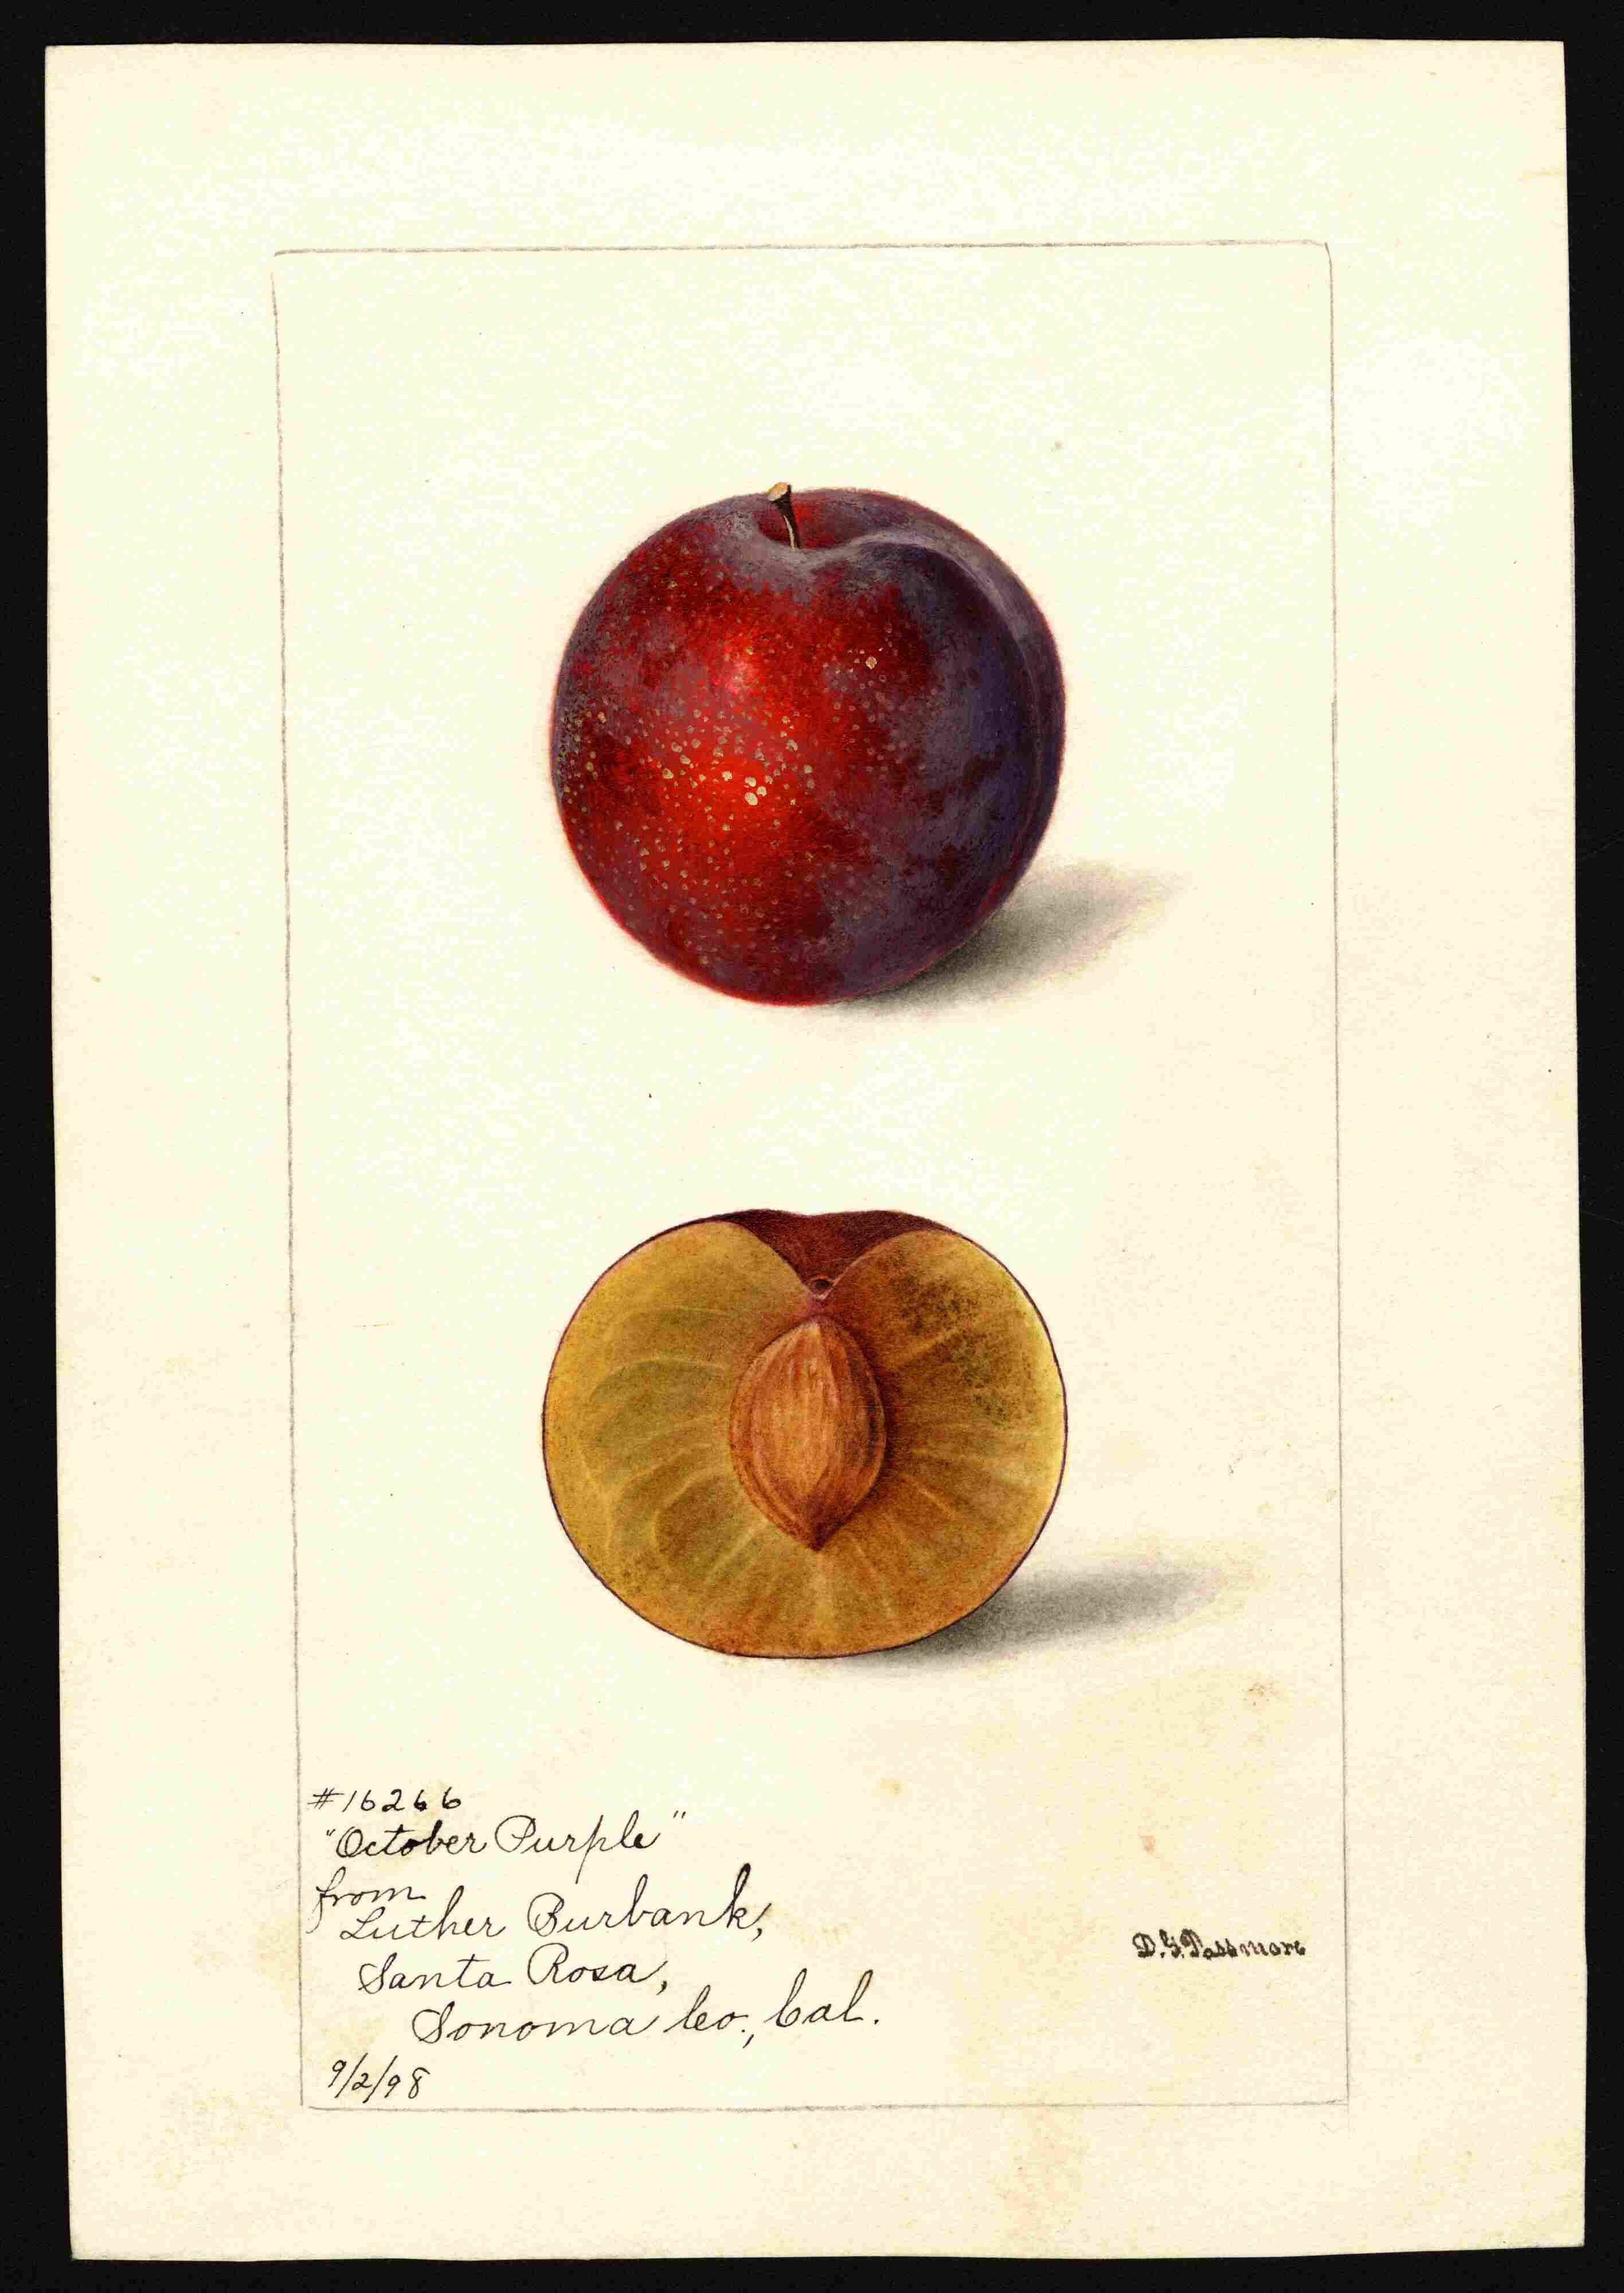 #16266
"October Purple"
from
Luther Burbank,
Santa Rosa,
Sonoma Co., Cal.
D.G.Passmore
9/2/98